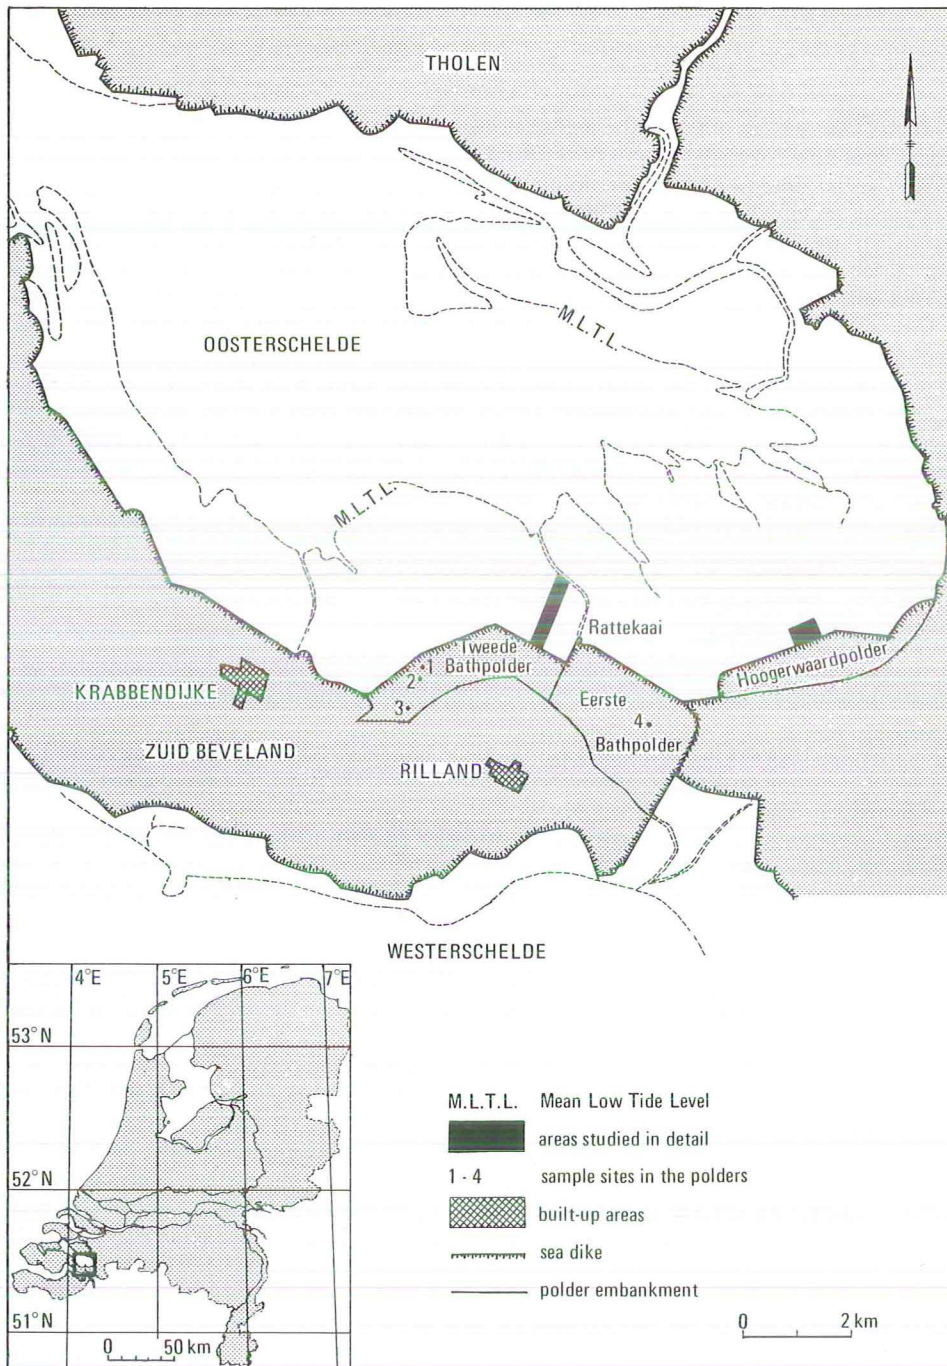 THOLEN
OOSTERSCHELDE
M.L.T.L.
M.L.T.L.
Rattekaai
Tweede
Bathpolder
1
2
3
Hoogerwaardpolder
KRABBENDIJKE
Eerste
4
Bathpolder
ZUID BEVELAND
RILLAND
WESTERSCHELDE
4°E 5°E 6°E 7°E
53°N
52°N
51°N
0 50 km
M.L.T.L. Mean Low Tide Level
areas studied in detail
1 - 4 sample sites in the polders
built-up areas
sea dike
polder embankment
0 2 km